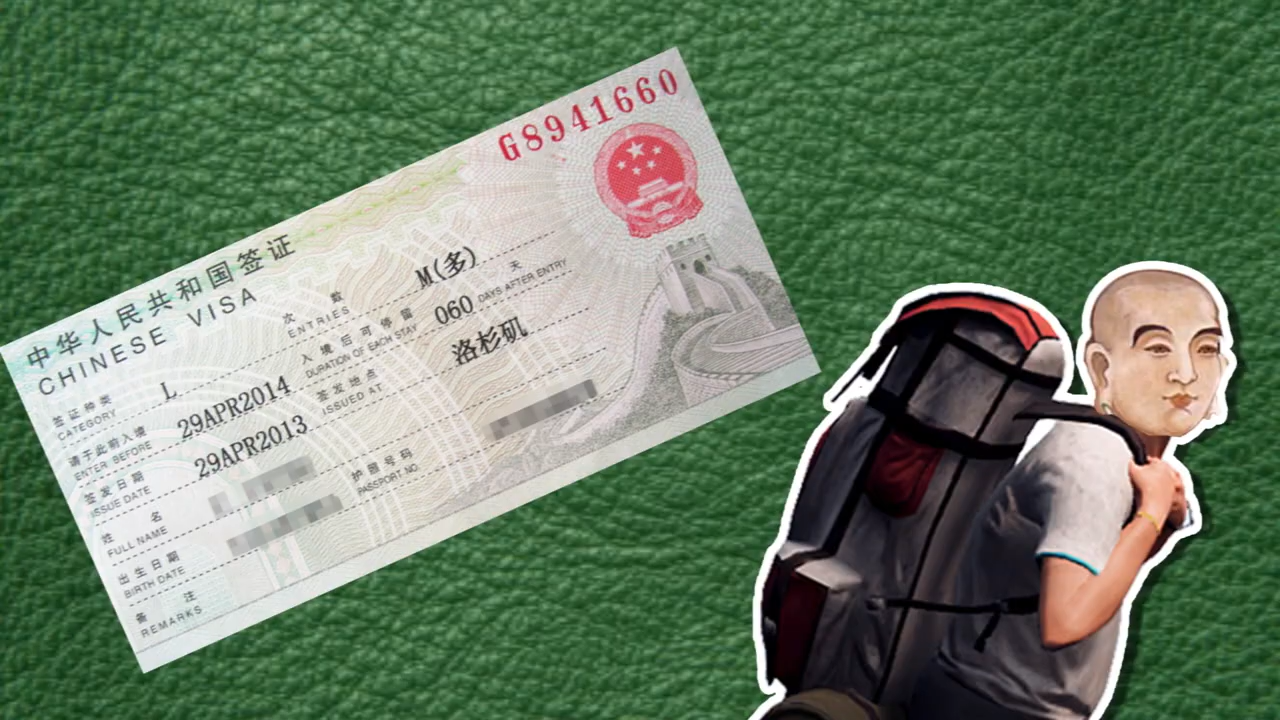 G8941660
中华人民共和国签证
CHINESE VISA
签证种类
CATEGORY
L
次 数
ENTRIES
M(多)
请于此前入境
ENTER BEFORE
29APR2014
入境后可停留
DURATION OF EACH STAY
060
天
DAYS AFTER ENTRY
签发日期
ISSUE DATE
29APR2013
签发地点
ISSUED AT
洛杉矶
姓 名
FULL NAME
护照号码
PASSPORT NO.
出生日期
BIRTH DATE
备 注
REMARKS